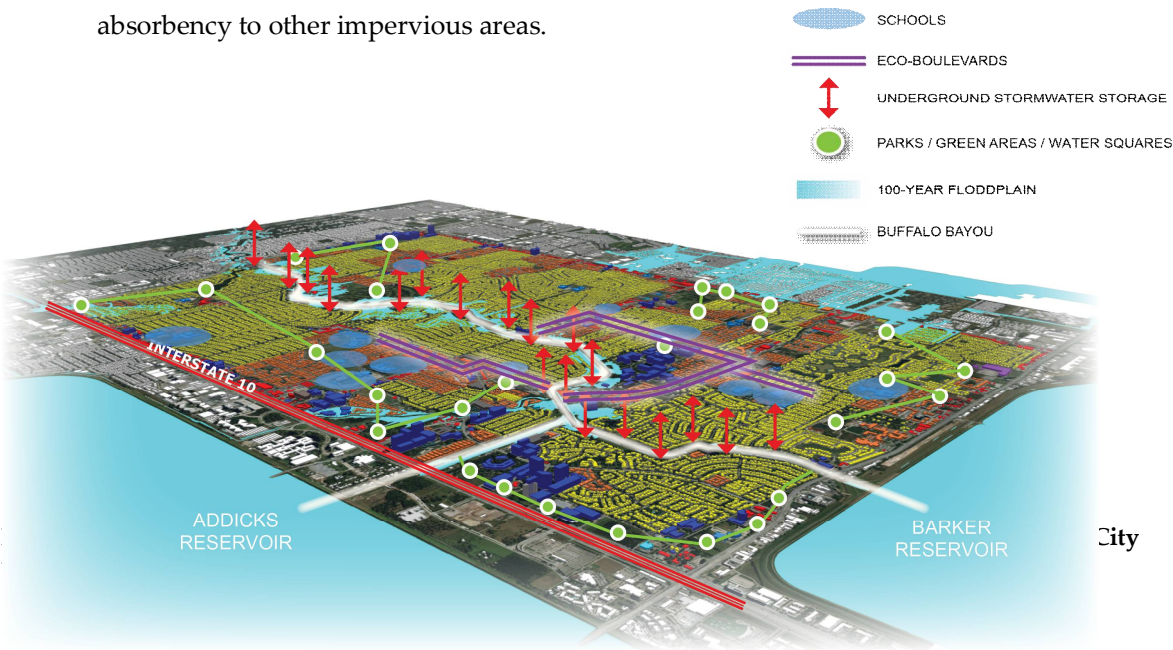 absorbency to other impervious areas.
SCHOOLS
ECO-BOULEVARDS
UNDERGROUND STORMWATER STORAGE
PARKS / GREEN AREAS / WATER SQUARES
100-YEAR FLODDPLAIN
BUFFALO BAYOU
INTERSTATE 10
ADDICKS
RESERVOIR
BARKER
RESERVOIR
City